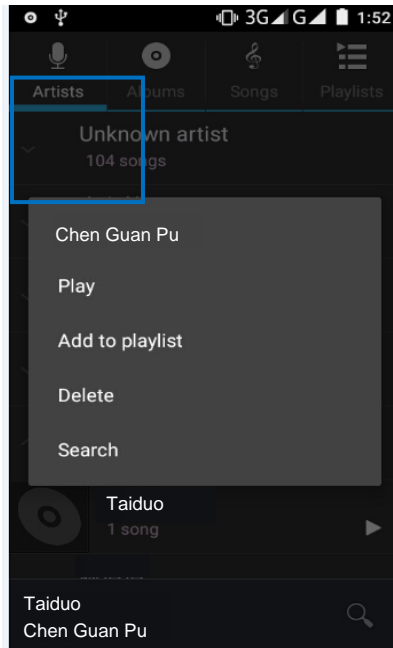 3G G 1:52
Artists Albums Songs Playlists
Unknown artist
104 songs
Chen Guan Pu
Play
Add to playlist
Delete
Search
Taiduo
1 song
Taiduo
Chen Guan Pu